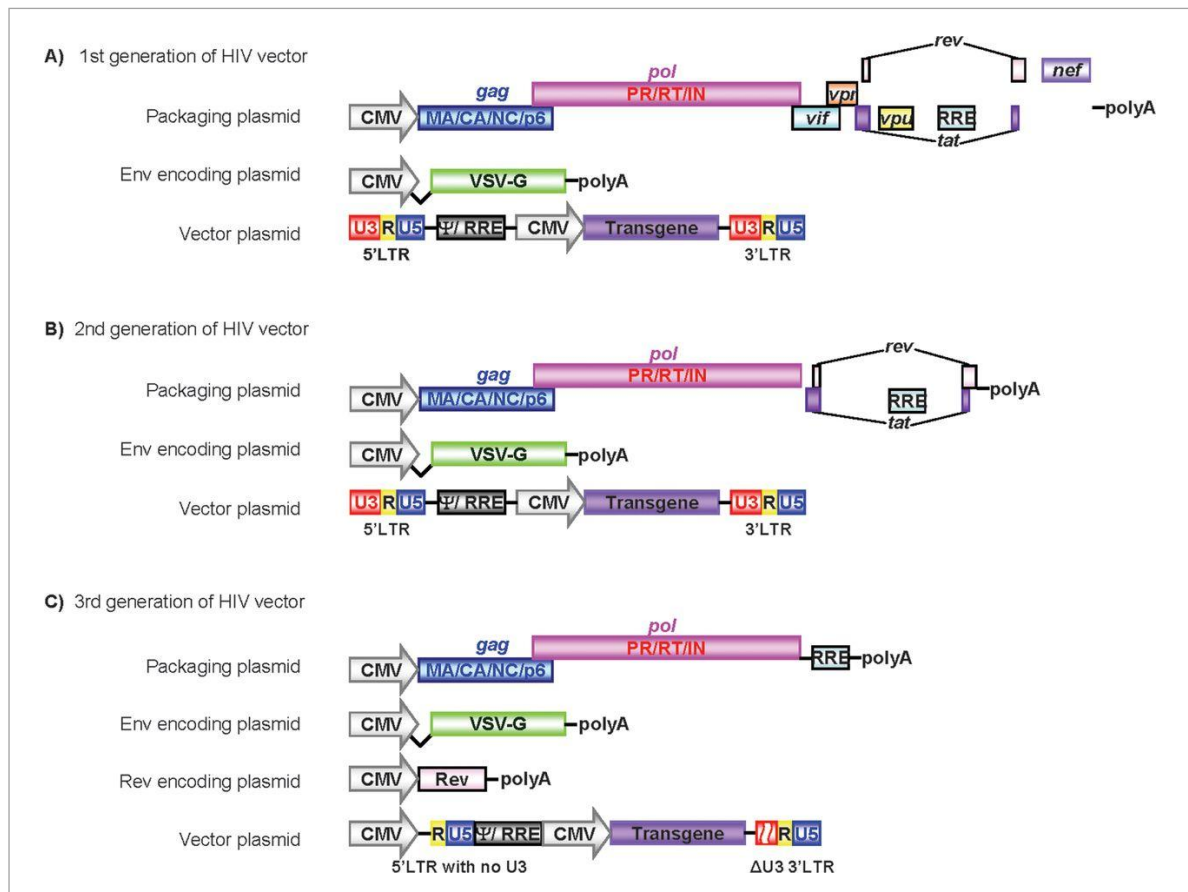 A) 1st generation of HIV vector
rev
nef
pol
gag
PR/RT/IN
vpr
Packaging plasmid
CMV
MA/CA/NC/p6
vif
vpu
RRE
polyA
tat
Env encoding plasmid
CMV
VSV-G
polyA
Vector plasmid
U3 R U5
Ψ/ RRE
CMV
Transgene
U3 R U5
5'LTR
3'LTR
B) 2nd generation of HIV vector
rev
pol
gag
PR/RT/IN
Packaging plasmid
CMV
MA/CA/NC/p6
RRE
polyA
tat
Env encoding plasmid
CMV
VSV-G
polyA
Vector plasmid
U3 R U5
Ψ/ RRE
CMV
Transgene
U3 R U5
5'LTR
3'LTR
C) 3rd generation of HIV vector
pol
gag
PR/RT/IN
Packaging plasmid
CMV
MA/CA/NC/p6
RRE
polyA
Env encoding plasmid
CMV
VSV-G
polyA
Rev encoding plasmid
CMV
Rev
polyA
Vector plasmid
CMV
R U5
Ψ/ RRE
CMV
Transgene
R U5
5'LTR with no U3
ΔU3 3'LTR